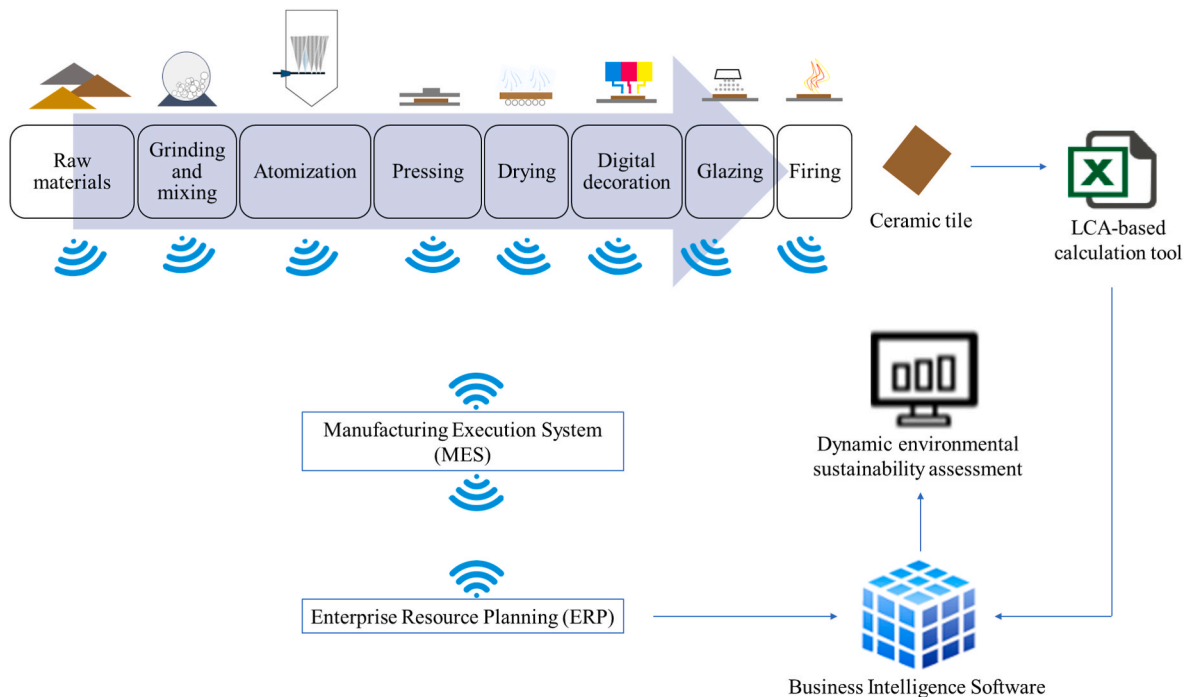 Raw
materials
Grinding
and
mixing
Atomization
Pressing
Drying
Digital
decoration
Glazing
Firing
Ceramic tile
X
LCA-based
calculation tool
Manufacturing Execution System
(MES)
Dynamic environmental
sustainability assessment
Enterprise Resource Planning (ERP)
Business Intelligence Software